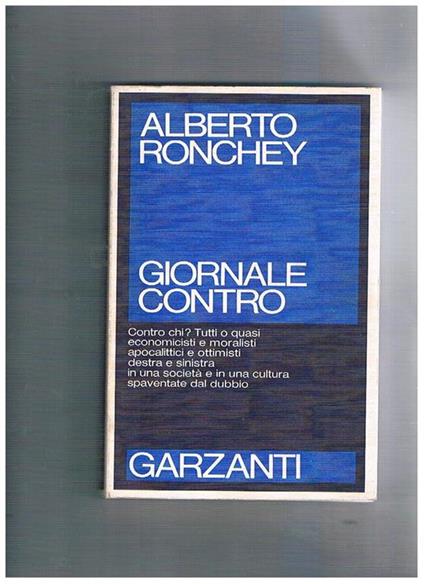 ALBERTO
RONCHEY
GIORNALE
CONTRO
Contro chi? Tutti o quasi
economicisti e moralisti
apocalittici e ottimisti
destra e sinistra
in una società e in una cultura
spaventate dal dubbio
GARZANTI